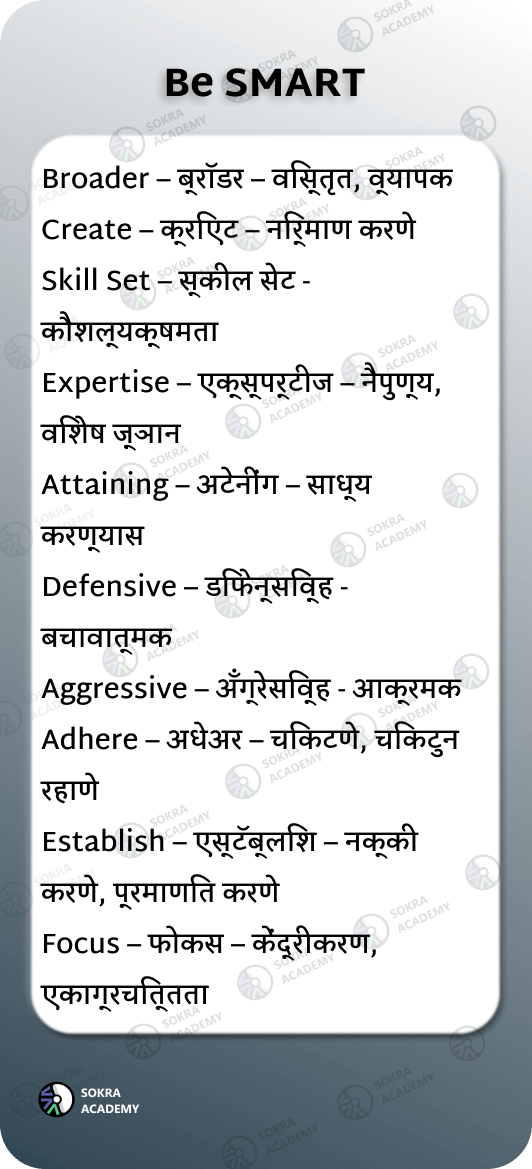 Be SMART
Broader – ब्रॉडर – विस्तृत, व्यापक
Create – क्रिएट – निर्माण करणे
Skill Set – स्कील सेट -
कौशल्यक्षमता
Expertise – एक्स्पर्टीज – नैपुण्य,
विशेष ज्ञान
Attaining – अटेनींग – साध्य
करण्यास
Defensive – डिफेन्सिव्ह -
बचावात्मक
Aggressive – अँग्रेसिव्ह - आक्रमक
Adhere – अधेअर – चिकटणे, चिकटुन
रहाणे
Establish – एस्टॅब्लिश – नक्की
करणे, प्रमाणित करणे
Focus – फोकस – केंद्रीकरण,
एकाग्रचित्तता
SOKRA
ACADEMY